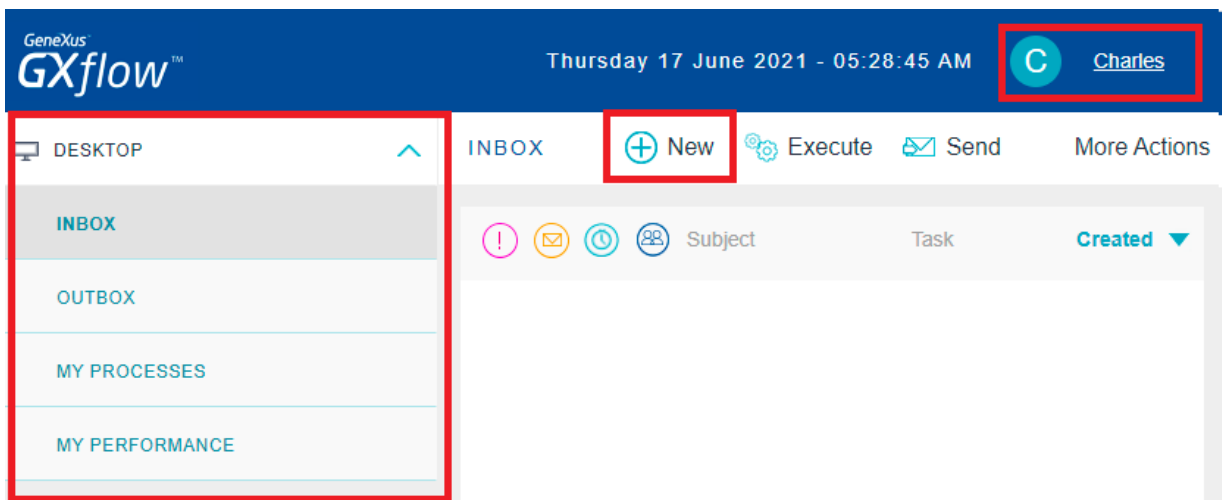 GeneXus™
GXflow™
Thursday 17 June 2021 - 05:28:45 AM
C
Charles
DESKTOP
INBOX
OUTBOX
MY PROCESSES
MY PERFORMANCE
INBOX
New
Execute
Send
More Actions
!
Subject
Task
Created